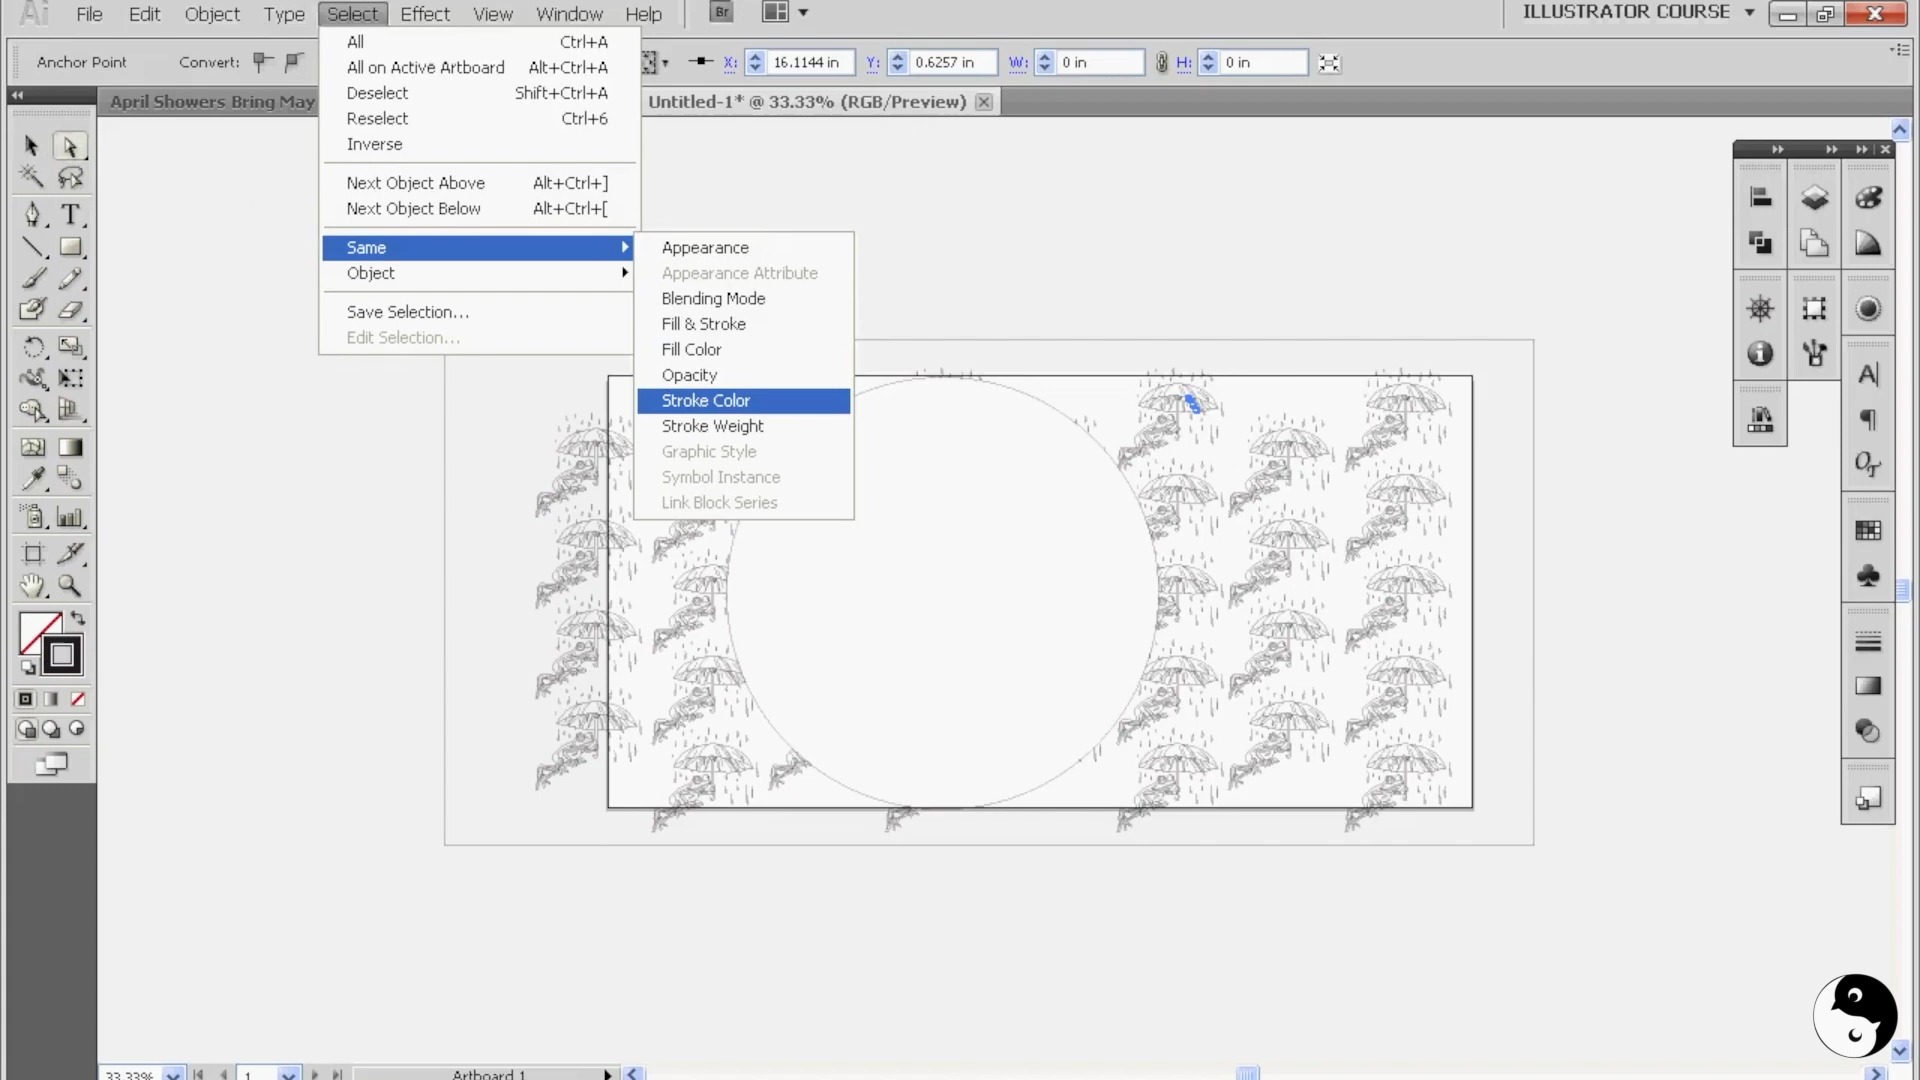 Ai File Edit Object Type Select Effect View Window Help Br ILLUSTRATOR COURSE
Anchor Point Convert: X: 16.1144 in Y: 0.6257 in W: 0 in H: 0 in
April Showers Bring May Untitled-1* @ 33.33% (RGB/Preview)
All Ctrl+A
All on Active Artboard Alt+Ctrl+A
Deselect Shift+Ctrl+A
Reselect Ctrl+6
Inverse
Next Object Above Alt+Ctrl+]
Next Object Below Alt+Ctrl+[
Same
Object
Save Selection...
Edit Selection...
Appearance
Appearance Attribute
Blending Mode
Fill & Stroke
Fill Color
Opacity
Stroke Color
Stroke Weight
Graphic Style
Symbol Instance
Link Block Series
33.33% 1 Artboard 1